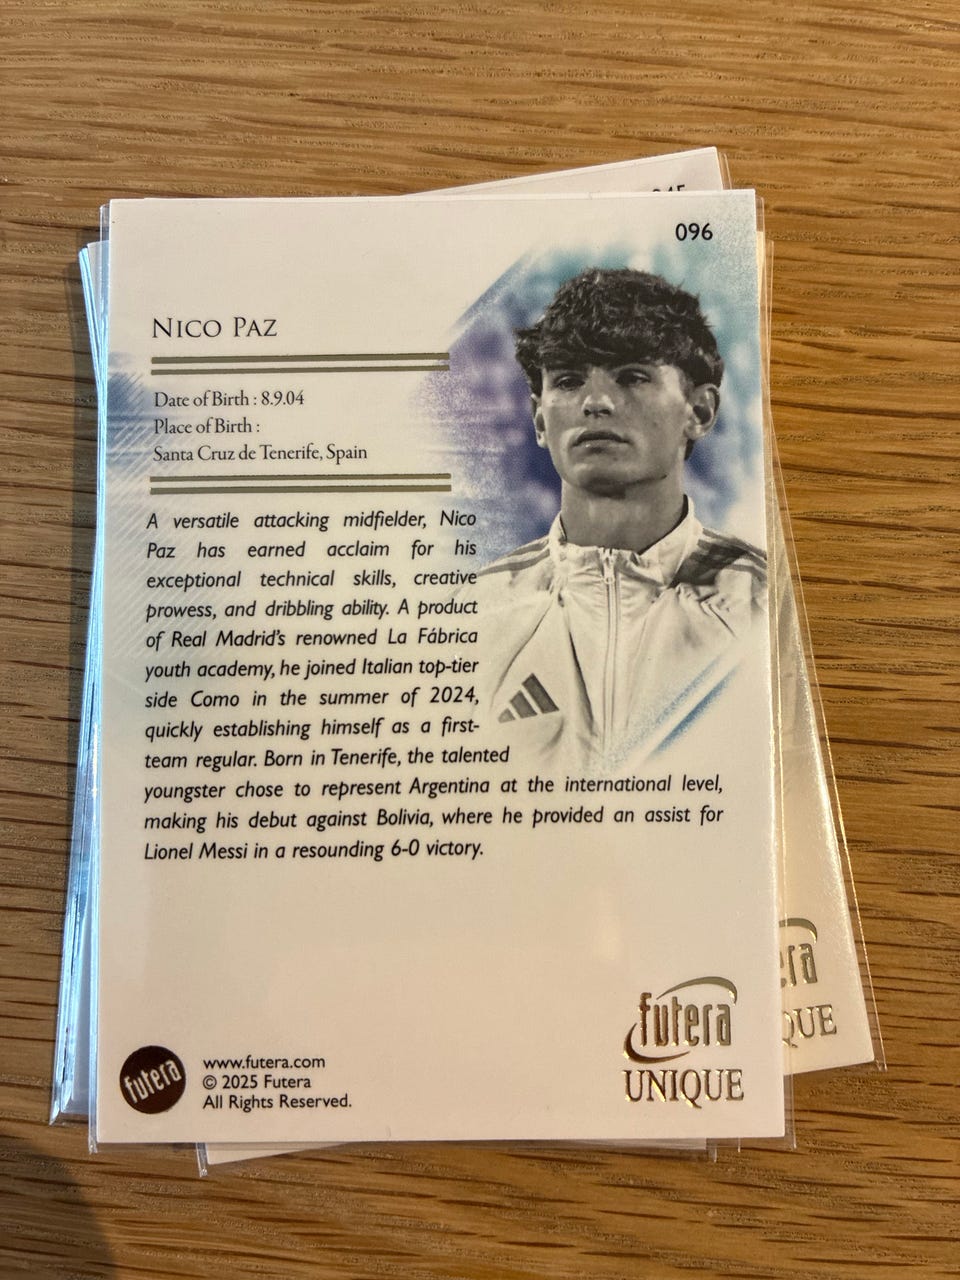 096
NICO PAZ
Date of Birth : 8.9.04
Place of Birth :
Santa Cruz de Tenerife, Spain
A versatile attacking midfielder, Nico
Paz has earned acclaim for his
exceptional technical skills, creative
prowess, and dribbling ability. A product
of Real Madrid's renowned La Fábrica
youth academy, he joined Italian top-tier
side Como in the summer of 2024,
quickly establishing himself as a first-
team regular. Born in Tenerife, the talented
youngster chose to represent Argentina at the international level,
making his debut against Bolivia, where he provided an assist for
Lionel Messi in a resounding 6-0 victory.
futera
UNIQUE
futera
www.futera.com
© 2025 Futera
All Rights Reserved.